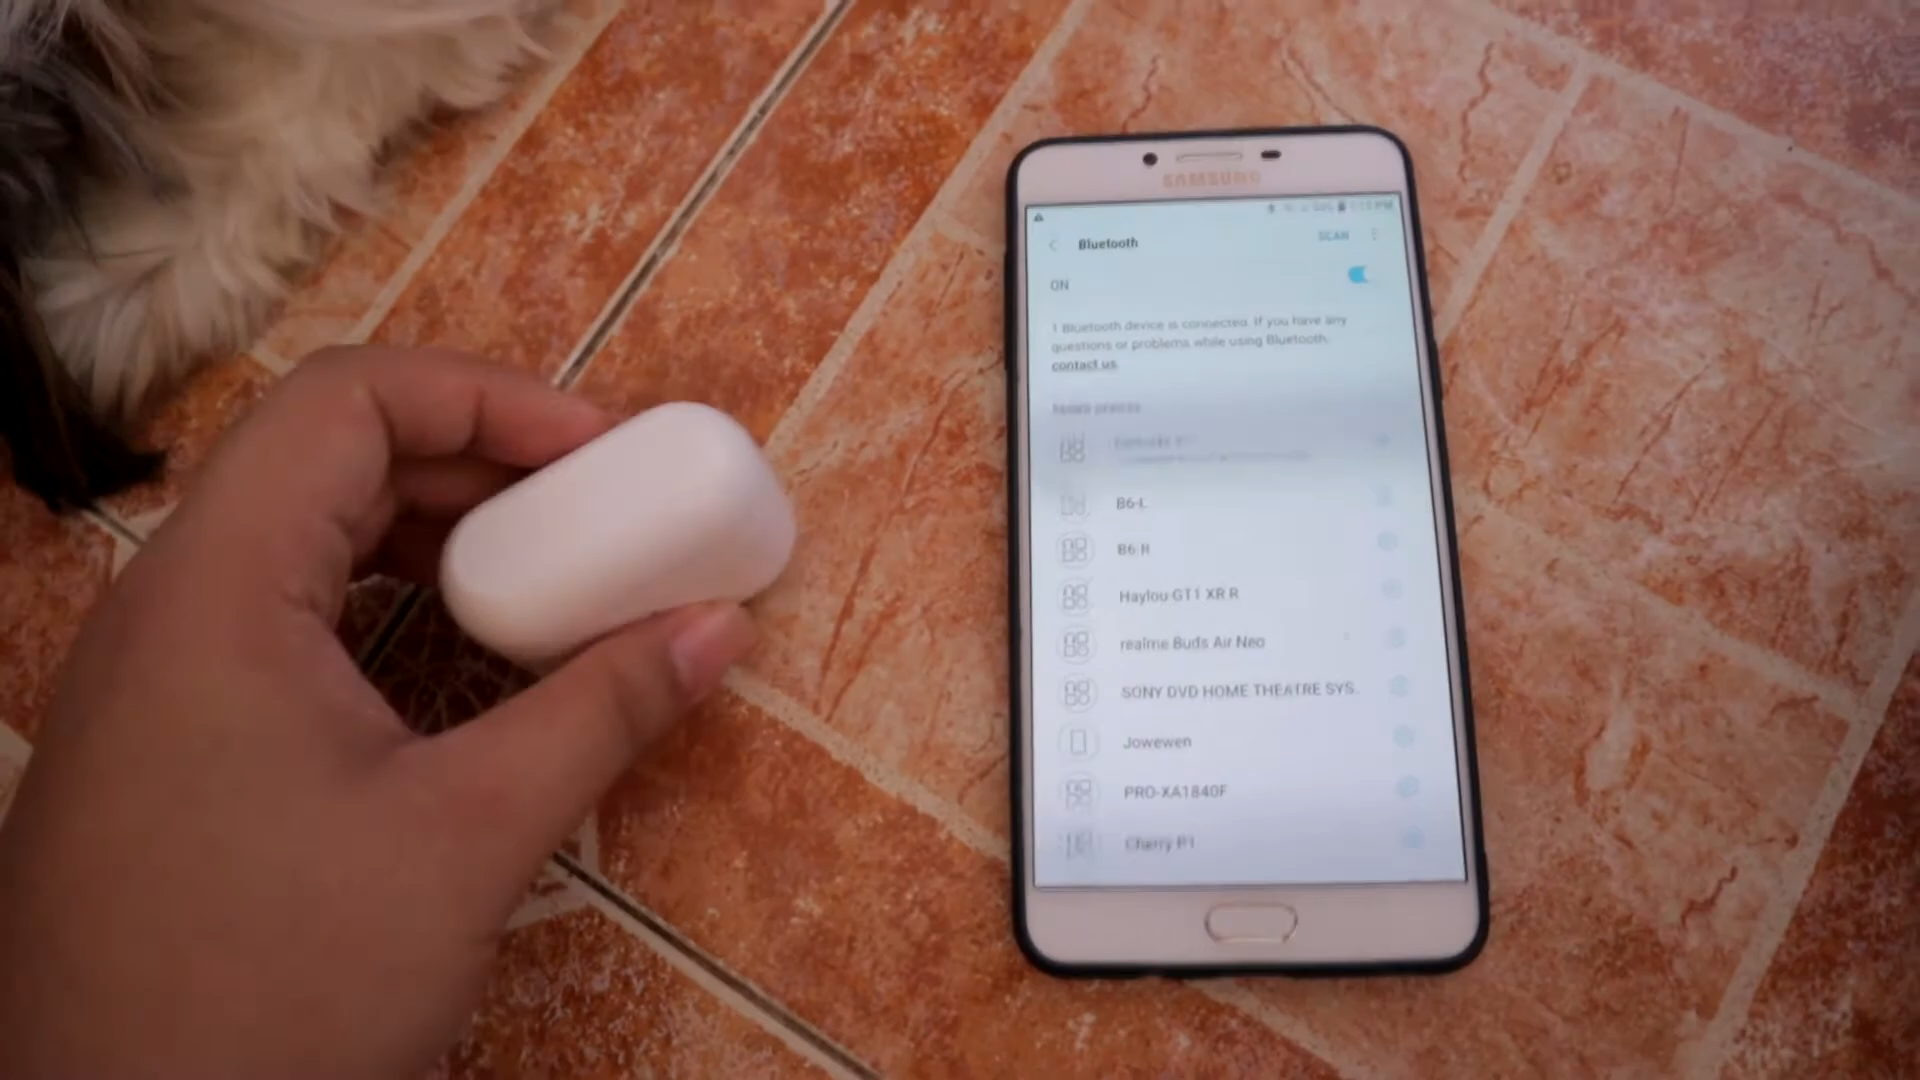 SAMSUNG
Bluetooth
SCAN
ON
1 Bluetooth device is connected. If you have any
questions or problems while using Bluetooth,
contact us
B6-L
B6-R
Haylou-GT1 XR R
realme Buds Air Neo
SONY DVD HOME THEATRE SYS.
Jowewen
PRO-XA1840F
Cherry P1